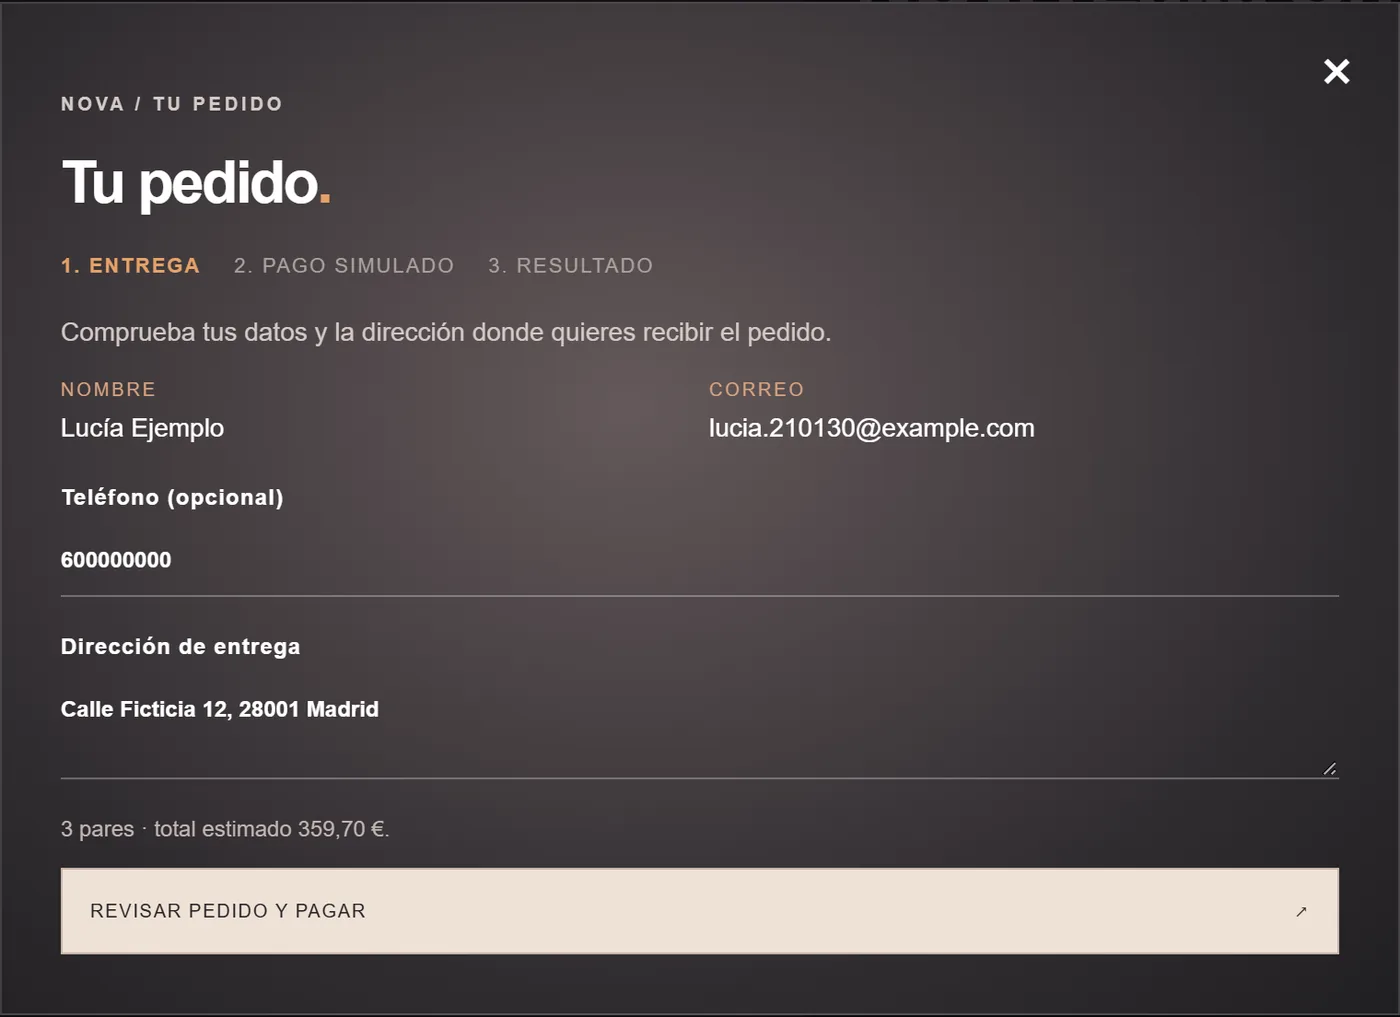 NOVA / TU PEDIDO
Tu pedido.
1. ENTREGA 2. PAGO SIMULADO 3. RESULTADO
Comprueba tus datos y la dirección donde quieres recibir el pedido.
NOMBRE CORREO
Lucía Ejemplo lucia.210130@example.com
Teléfono (opcional)
600000000
Dirección de entrega
Calle Ficticia 12, 28001 Madrid
3 pares · total estimado 359,70 €.
REVISAR PEDIDO Y PAGAR ↗